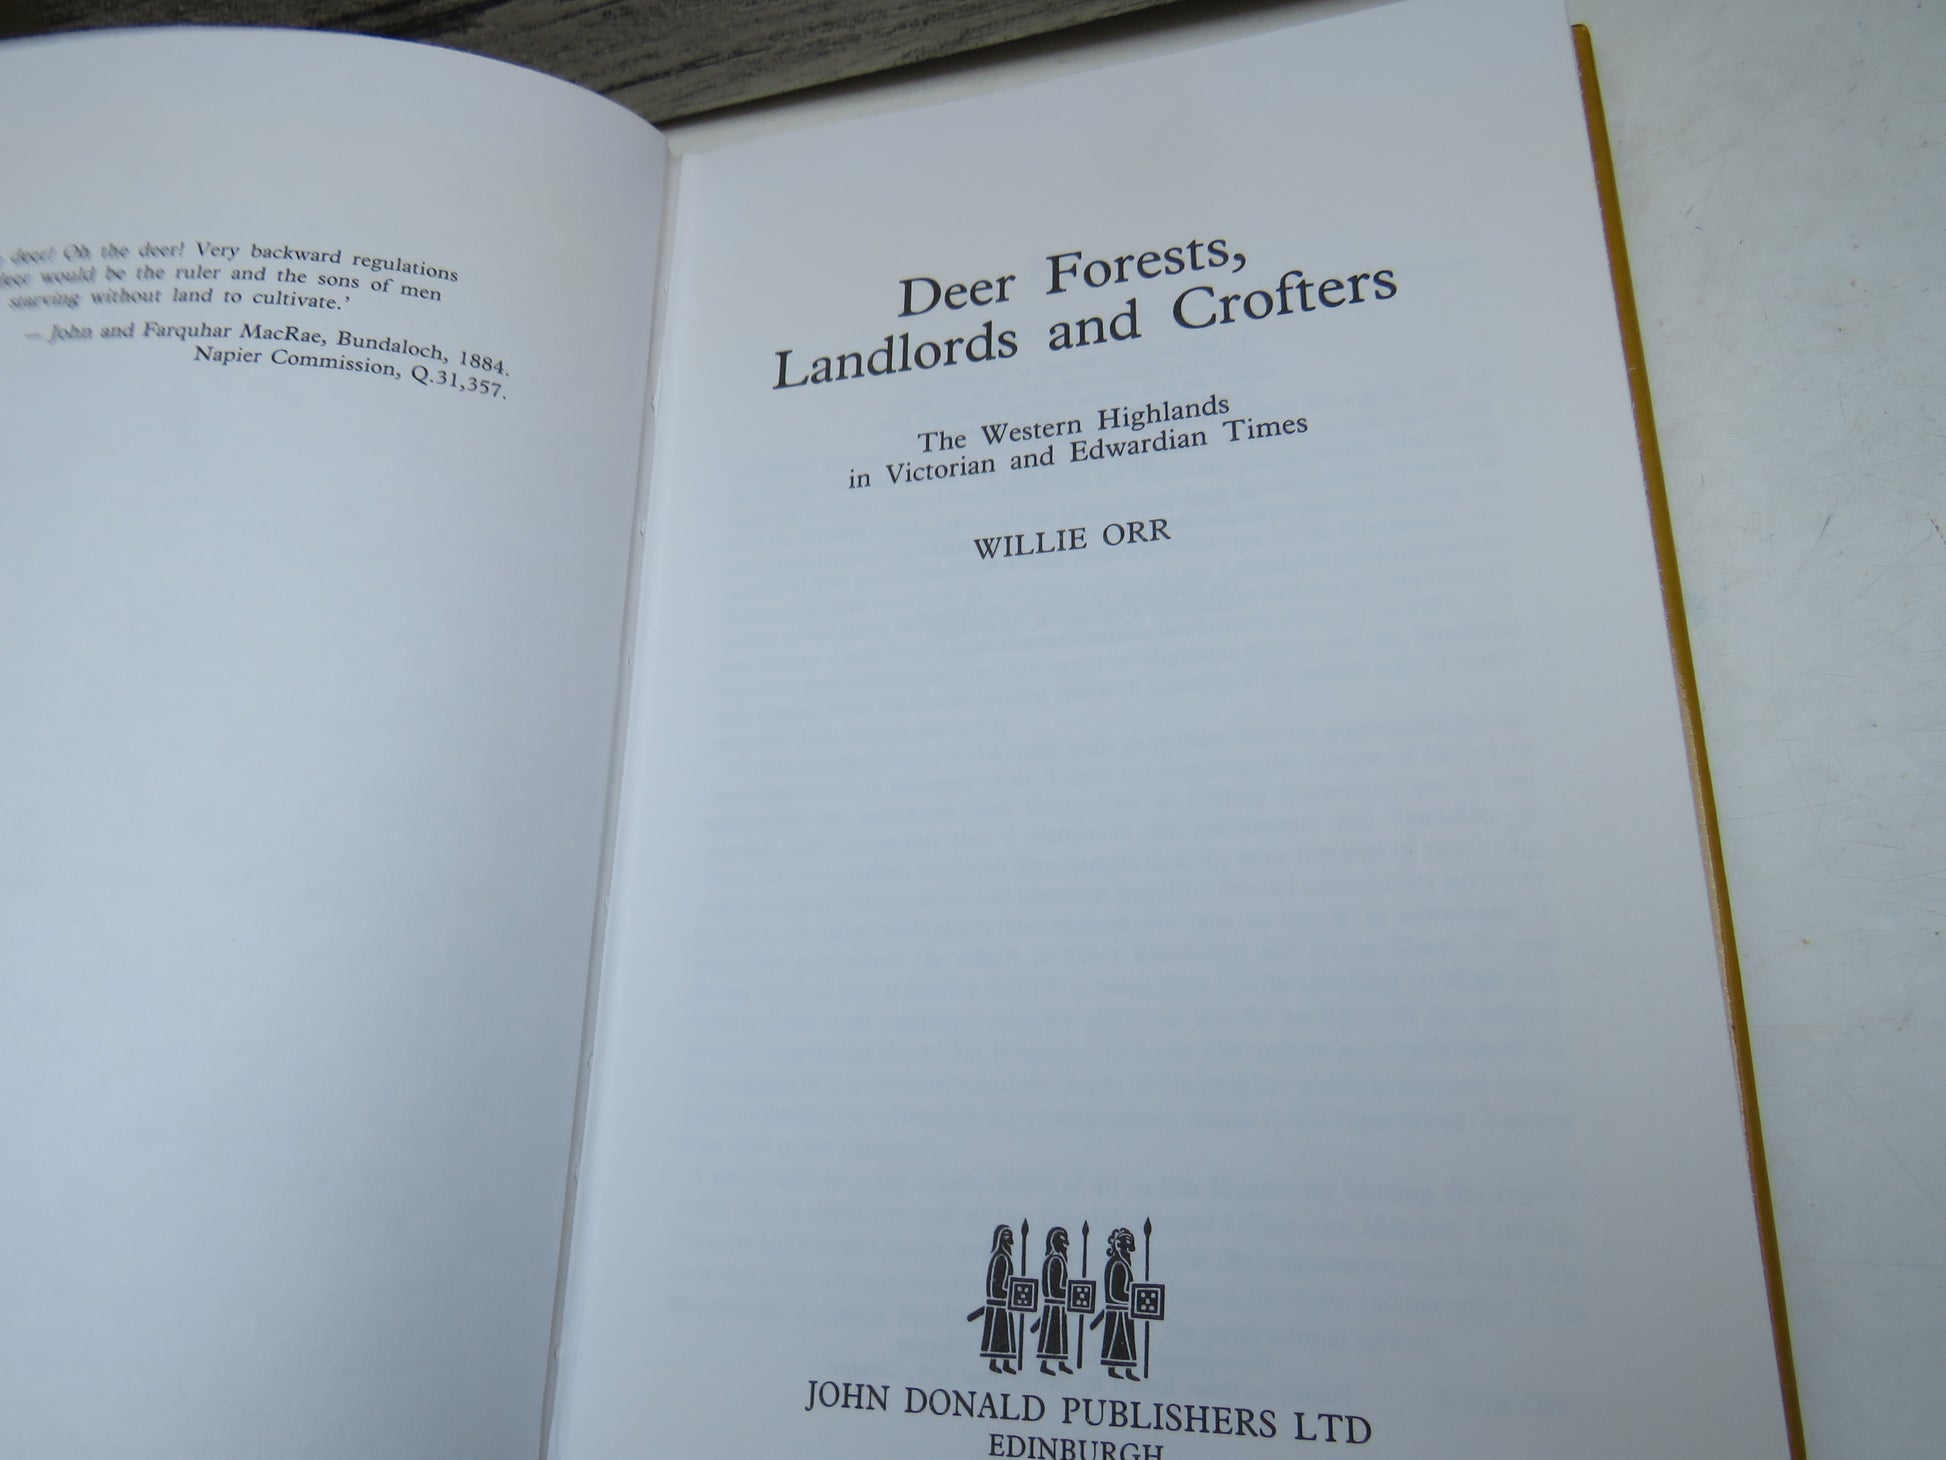 deer! Oh the deer! Very backward regulations
would be the ruler and the sons of men
starving without land to cultivate.'
— John and Farquhar MacRae, Bundaloch, 1884.
Napier Commission, Q.31,357.
Deer Forests,
Landlords and Crofters
The Western Highlands
in Victorian and Edwardian Times
WILLIE ORR
JOHN DONALD PUBLISHERS LTD
EDINBURGH